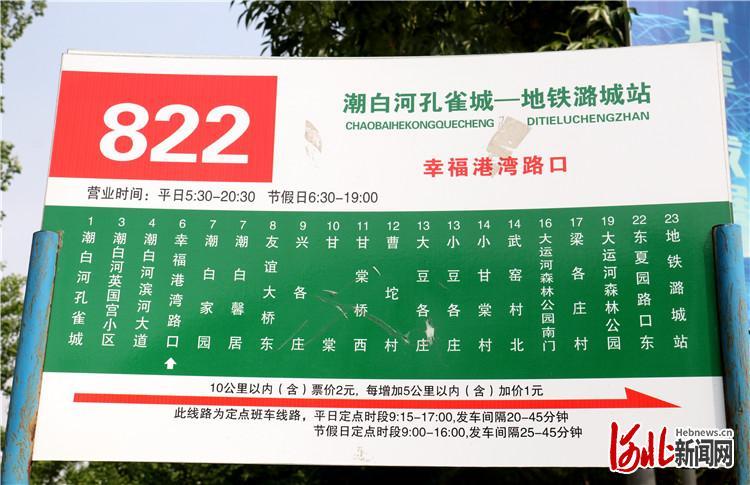 822
潮白河孔雀城—地铁潞城站
CHAOBAIHEKONGQUECHENG DITIELUCHENGZHAN
幸福港湾路口
营业时间：平日5:30-20:30 节假日6:30-19:00
1 潮白河孔雀城
3 潮白河英国宫小区
4 潮白河滨河大道
6 幸福港湾路口
7 潮白家园
7 潮白馨居
8 友谊大桥东
9 兴各庄
10 甘棠
11 甘棠桥西
12 曹坨村
13 大豆各庄
13 小豆各庄
14 小甘棠村
14 武窑村北
16 大运河森林公园南门
17 梁各庄村
19 大运河森林公园
22 东夏园路口东
23 地铁潞城站
10公里以内（含）票价2元，每增加5公里以内（含）加价1元
此线路为定点班车线路，平日定点时段9:15-17:00,发车间隔20-45分钟
节假日定点时段9:00-16:00,发车间隔25-45分钟
河北新闻网
Hebnews.cn